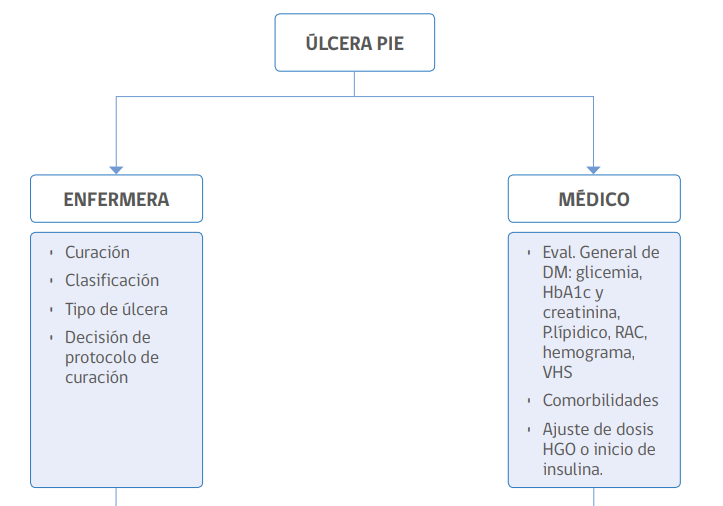 ÚLCERA PIE
ENFERMERA
Curación
Clasificación
Tipo de úlcera
Decisión de
protocolo de
curación
MÉDICO
Eval. General de
DM: glicemia,
HbA1c y
creatinina,
P.lípidico, RAC,
hemograma,
VHS
Comorbilidades
Ajuste de dosis
HGO o inicio de
insulina.